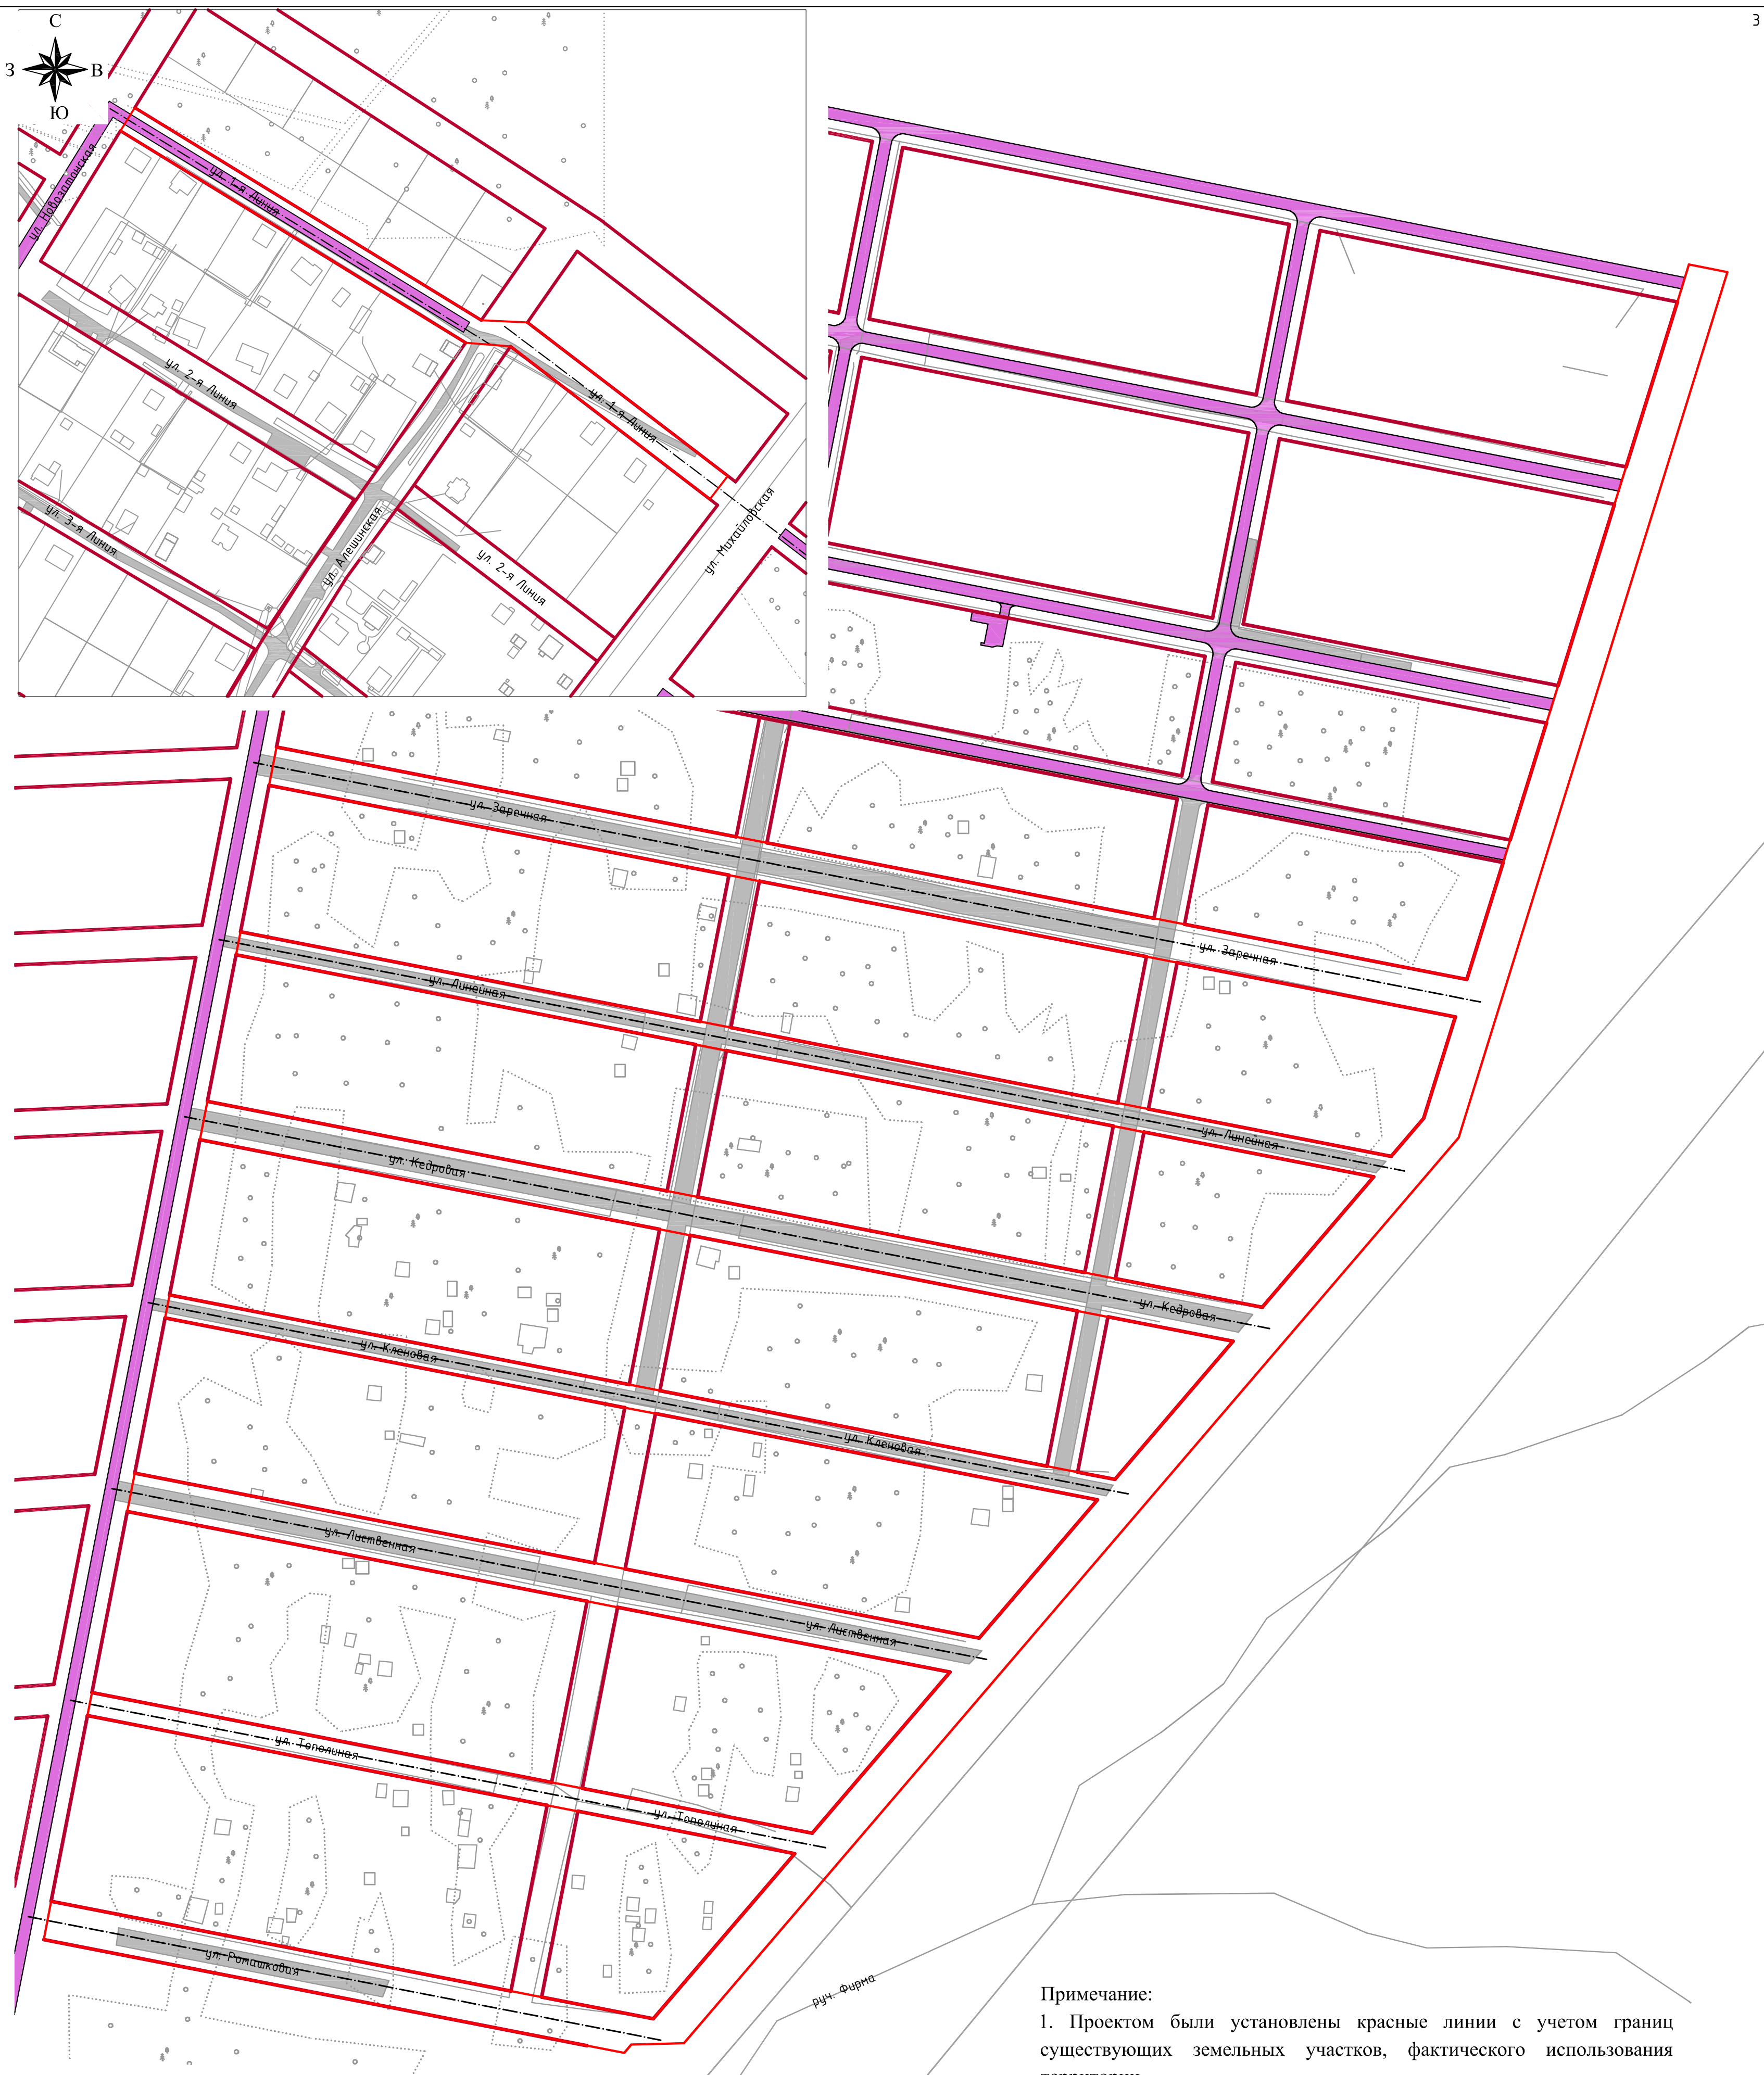 3
С
З
В
Ю
ул. Новозатонская
ул. 1-я Линия
ул. 2-я Линия
ул. 1-я Линия
ул. 3-я Линия
ул. Алешинская
ул. 2-я Линия
ул. Михайловская
ул. Заречная
ул. Заречная
ул. Линейная
ул. Линейная
ул. Кедровая
ул. Кедровая
ул. Кленовая
ул. Кленовая
ул. Лиственная
ул. Лиственная
ул. Тополиная
ул. Тополиная
ул. Ромашковая
руч. Фирма
Примечание:
1. Проектом были установлены красные линии с учетом границ
существующих земельных участков, фактического использования